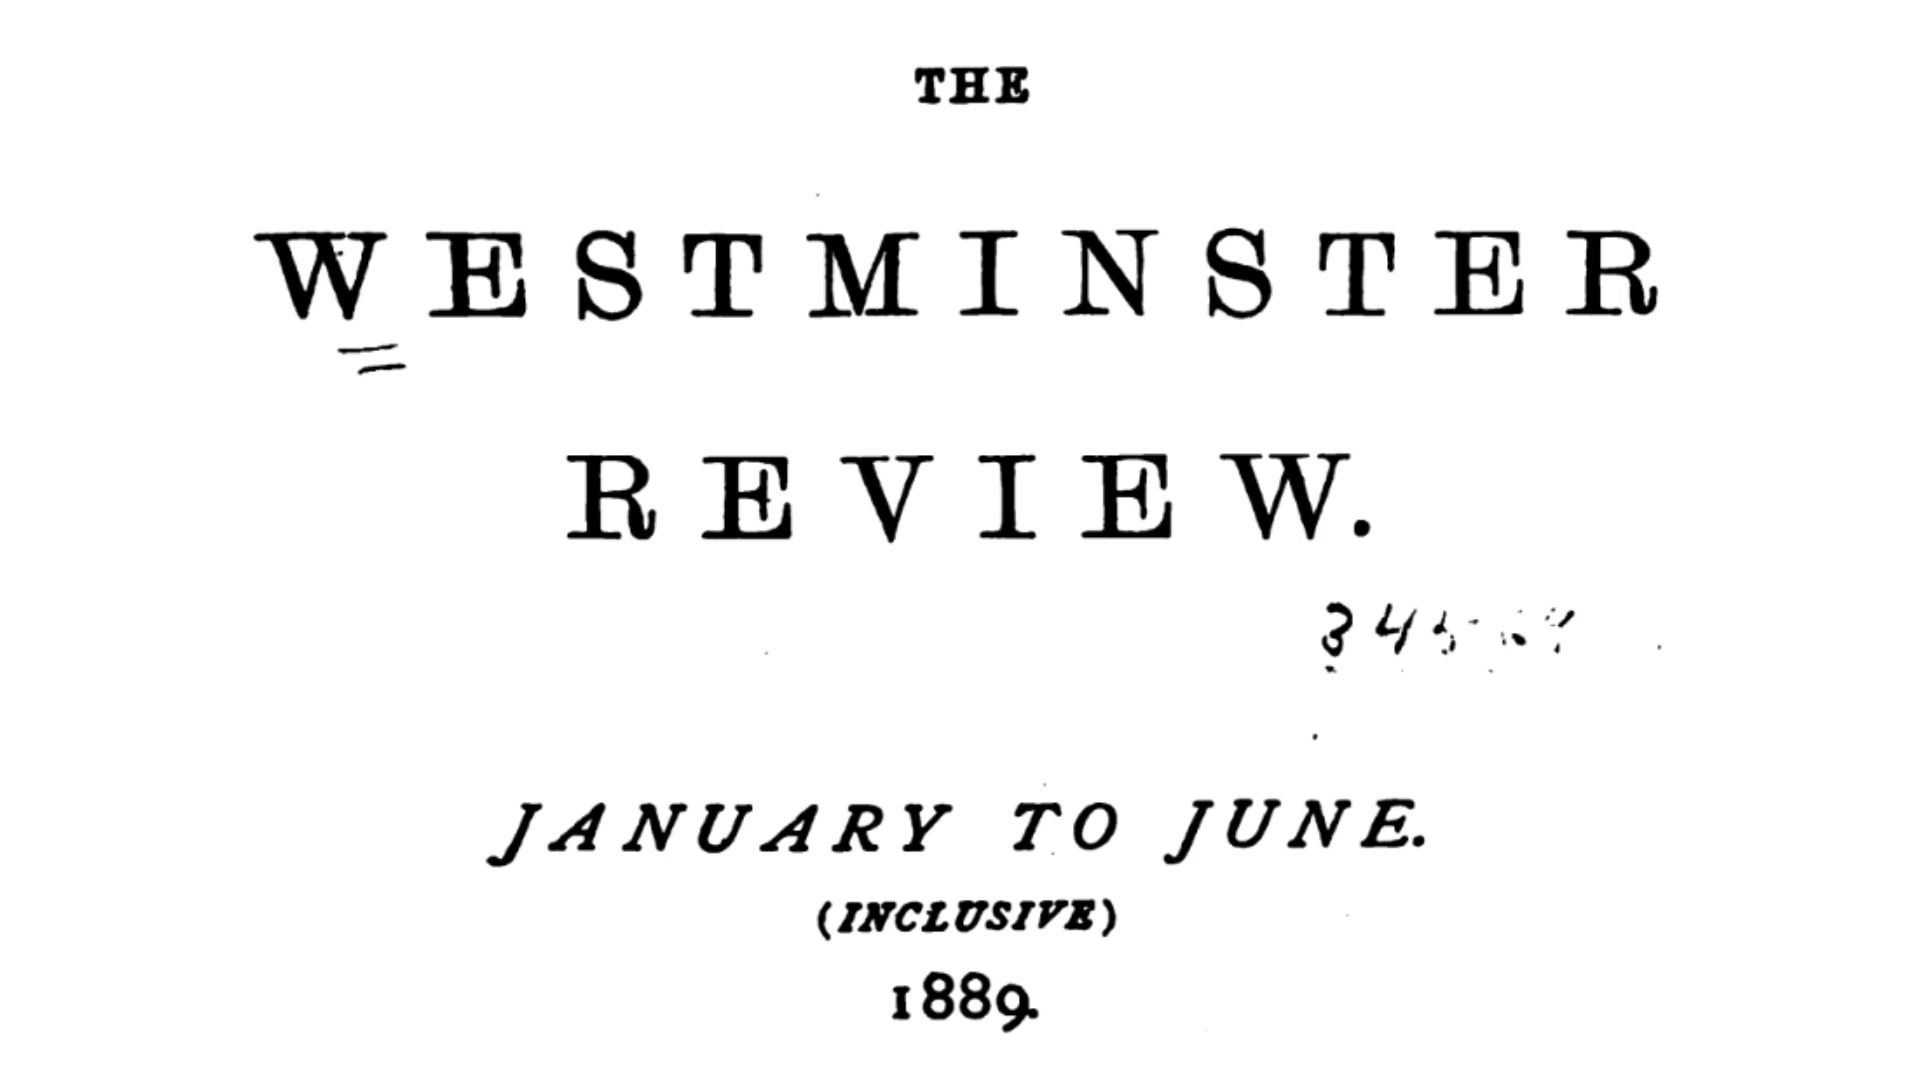 THE
WESTMINSTER
REVIEW.
JANUARY TO JUNE.
(INCLUSIVE)
1889.